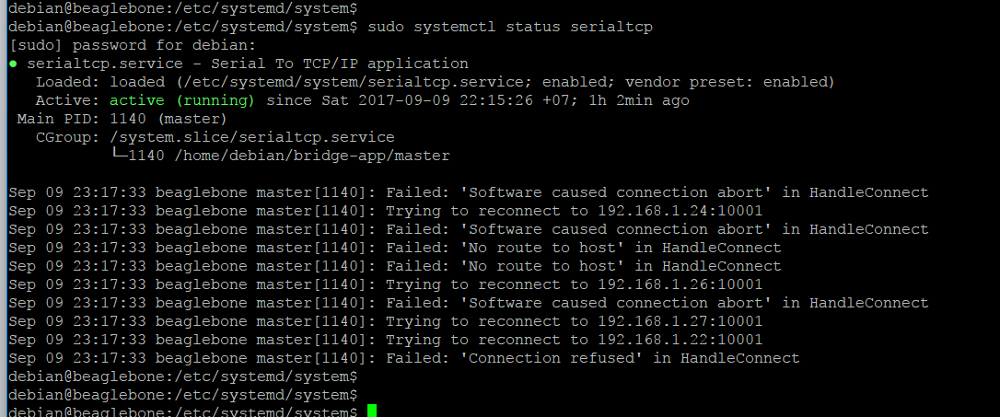 debian@beaglebone:/etc/systemd/system$
debian@beaglebone:/etc/systemd/system$ sudo systemctl status serialtcp
[sudo] password for debian:
● serialtcp.service - Serial To TCP/IP application
   Loaded: loaded (/etc/systemd/system/serialtcp.service; enabled; vendor preset: enabled)
   Active: active (running) since Sat 2017-09-09 22:15:26 +07; 1h 2min ago
 Main PID: 1140 (master)
   CGroup: /system.slice/serialtcp.service
           └─1140 /home/debian/bridge-app/master

Sep 09 23:17:33 beaglebone master[1140]: Failed: 'Software caused connection abort' in HandleConnect
Sep 09 23:17:33 beaglebone master[1140]: Trying to reconnect to 192.168.1.24:10001
Sep 09 23:17:33 beaglebone master[1140]: Failed: 'Software caused connection abort' in HandleConnect
Sep 09 23:17:33 beaglebone master[1140]: Failed: 'No route to host' in HandleConnect
Sep 09 23:17:33 beaglebone master[1140]: Failed: 'No route to host' in HandleConnect
Sep 09 23:17:33 beaglebone master[1140]: Trying to reconnect to 192.168.1.26:10001
Sep 09 23:17:33 beaglebone master[1140]: Failed: 'Software caused connection abort' in HandleConnect
Sep 09 23:17:33 beaglebone master[1140]: Trying to reconnect to 192.168.1.27:10001
Sep 09 23:17:33 beaglebone master[1140]: Trying to reconnect to 192.168.1.22:10001
Sep 09 23:17:33 beaglebone master[1140]: Failed: 'Connection refused' in HandleConnect
debian@beaglebone:/etc/systemd/system$
debian@beaglebone:/etc/systemd/system$
debian@beaglebone:/etc/systemd/system$